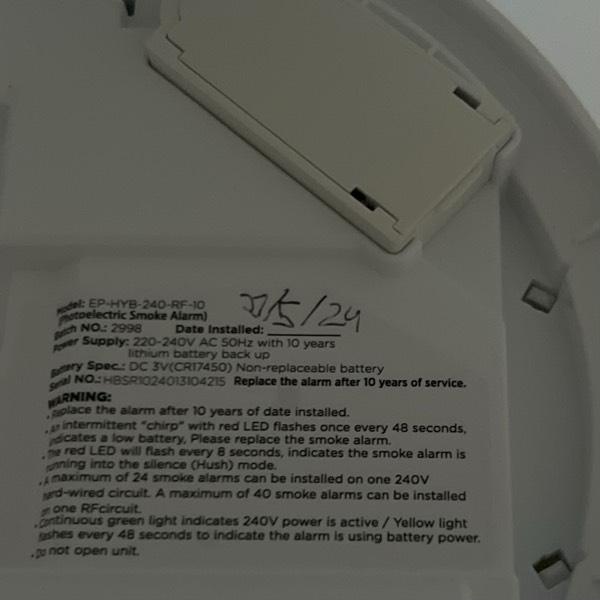 Model: EP-HYB-240-RF-10
(Photoelectric Smoke Alarm)
Batch NO.: 2998 Date Installed: /5/24
Power Supply: 220-240V AC 50Hz with 10 years
lithium battery back up
Battery Spec.: DC 3V(CR17450) Non-replaceable battery
Serial NO.: HBSR1024013104215 Replace the alarm after 10 years of service.
WARNING:
. Replace the alarm after 10 years of date installed.
. An intermittent "chirp" with red LED flashes once every 48 seconds,
indicates a low battery, Please replace the smoke alarm.
. The red LED will flash every 8 seconds, indicates the smoke alarm is
running into the silence (Hush) mode.
. A maximum of 24 smoke alarms can be installed on one 240V
hard-wired circuit. A maximum of 40 smoke alarms can be installed
on one RFcircuit.
. Continuous green light indicates 240V power is active / Yellow light
flashes every 48 seconds to indicate the alarm is using battery power.
. Do not open unit.